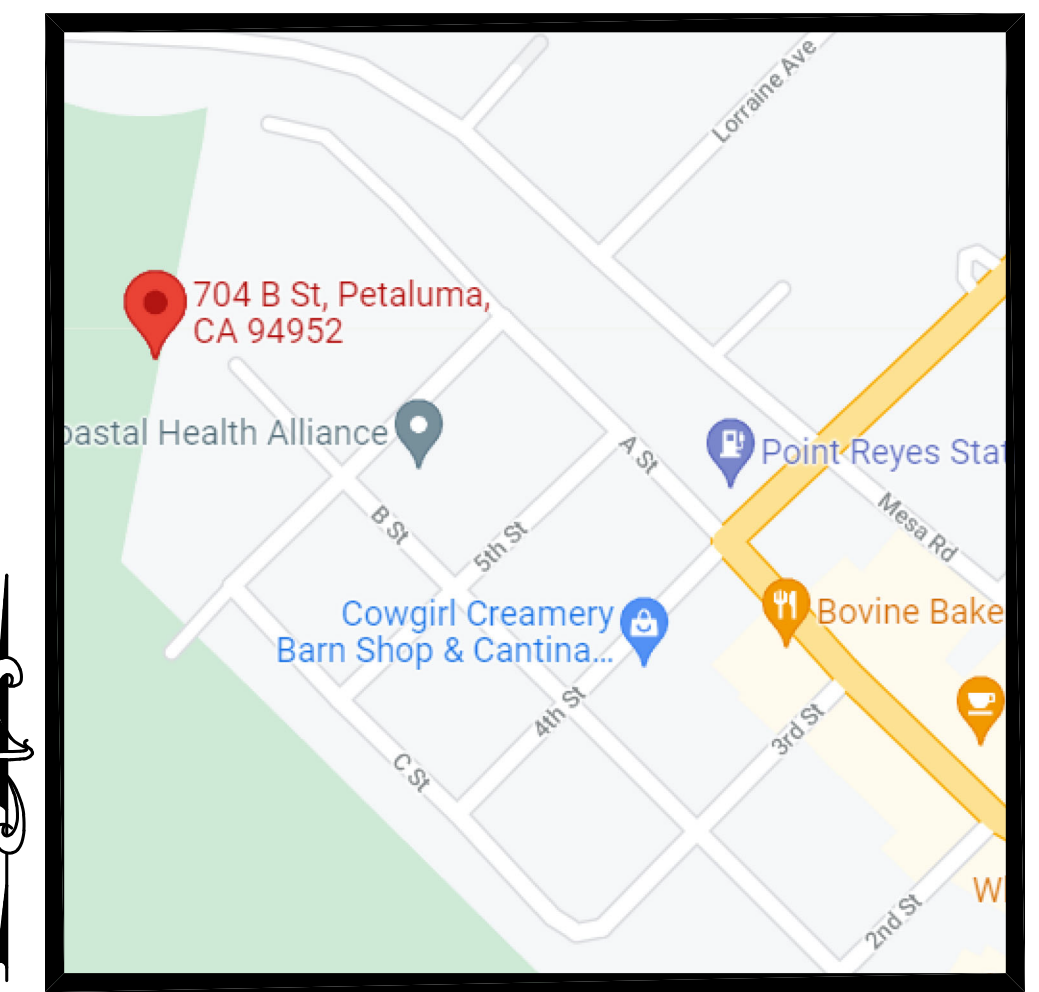 Lorraine Ave
704 B St, Petaluma,
CA 94952
oastal Health Alliance
A St
Point Reyes Stat
B St
5th St
Mesa Rd
Cowgirl Creamery
Barn Shop & Cantina...
Bovine Bake
4th St
3rd St
C St
W
2nd St